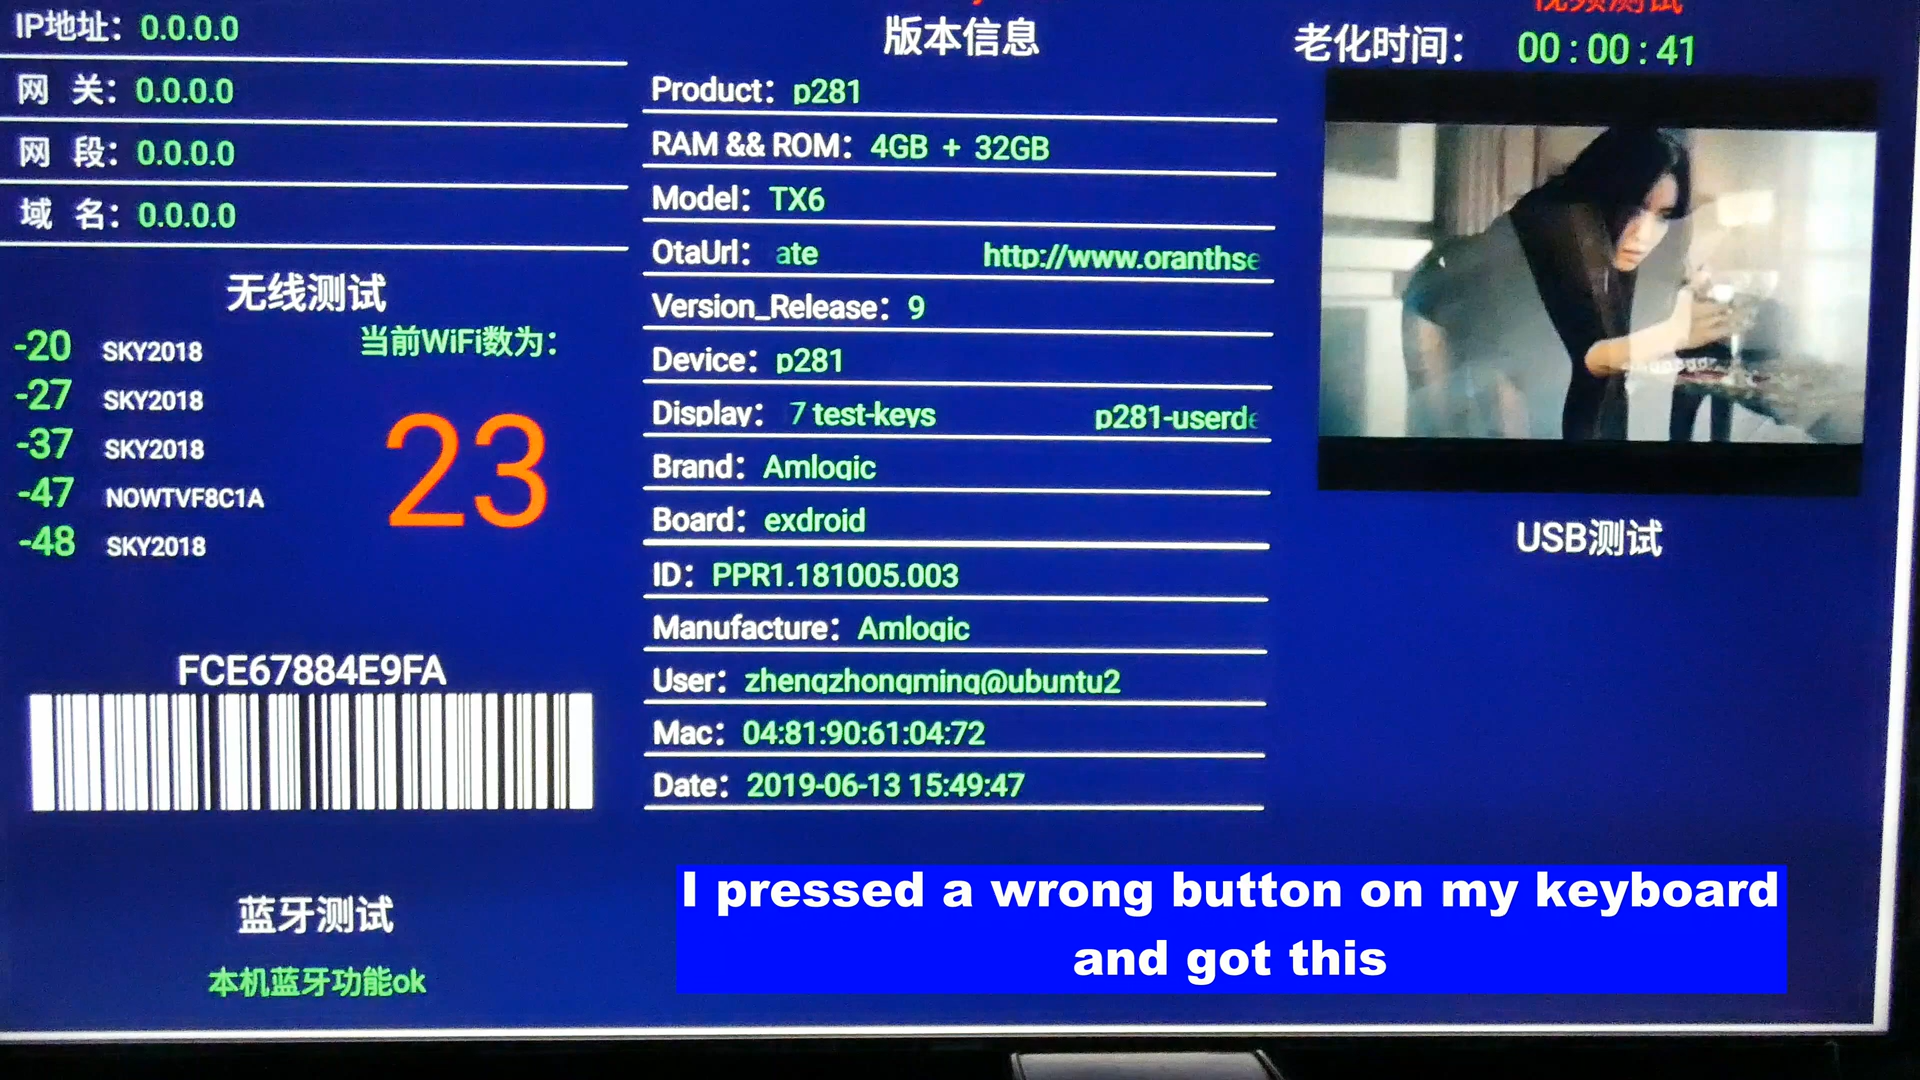 IP地址：0.0.0.0
网 关：0.0.0.0
网 段：0.0.0.0
域 名：0.0.0.0
无线测试
当前WiFi数为：
-20 SKY2018
-27 SKY2018
-37 SKY2018
-47 NOWTVF8C1A
-48 SKY2018
23
FCE67884E9FA
蓝牙测试
本机蓝牙功能ok
版本信息
Product：p281
RAM && ROM：4GB + 32GB
Model：TX6
OtaUrl：ate http://www.oranthse
Version_Release：9
Device：p281
Display：7 test-keys p281-userde
Brand：Amlogic
Board：exdroid
ID：PPR1.181005.003
Manufacture：Amlogic
User：zhengzhongming@ubuntu2
Mac：04:81:90:61:04:72
Date：2019-06-13 15:49:47
视频测试
老化时间：00:00:41
USB测试
I pressed a wrong button on my keyboard
and got this